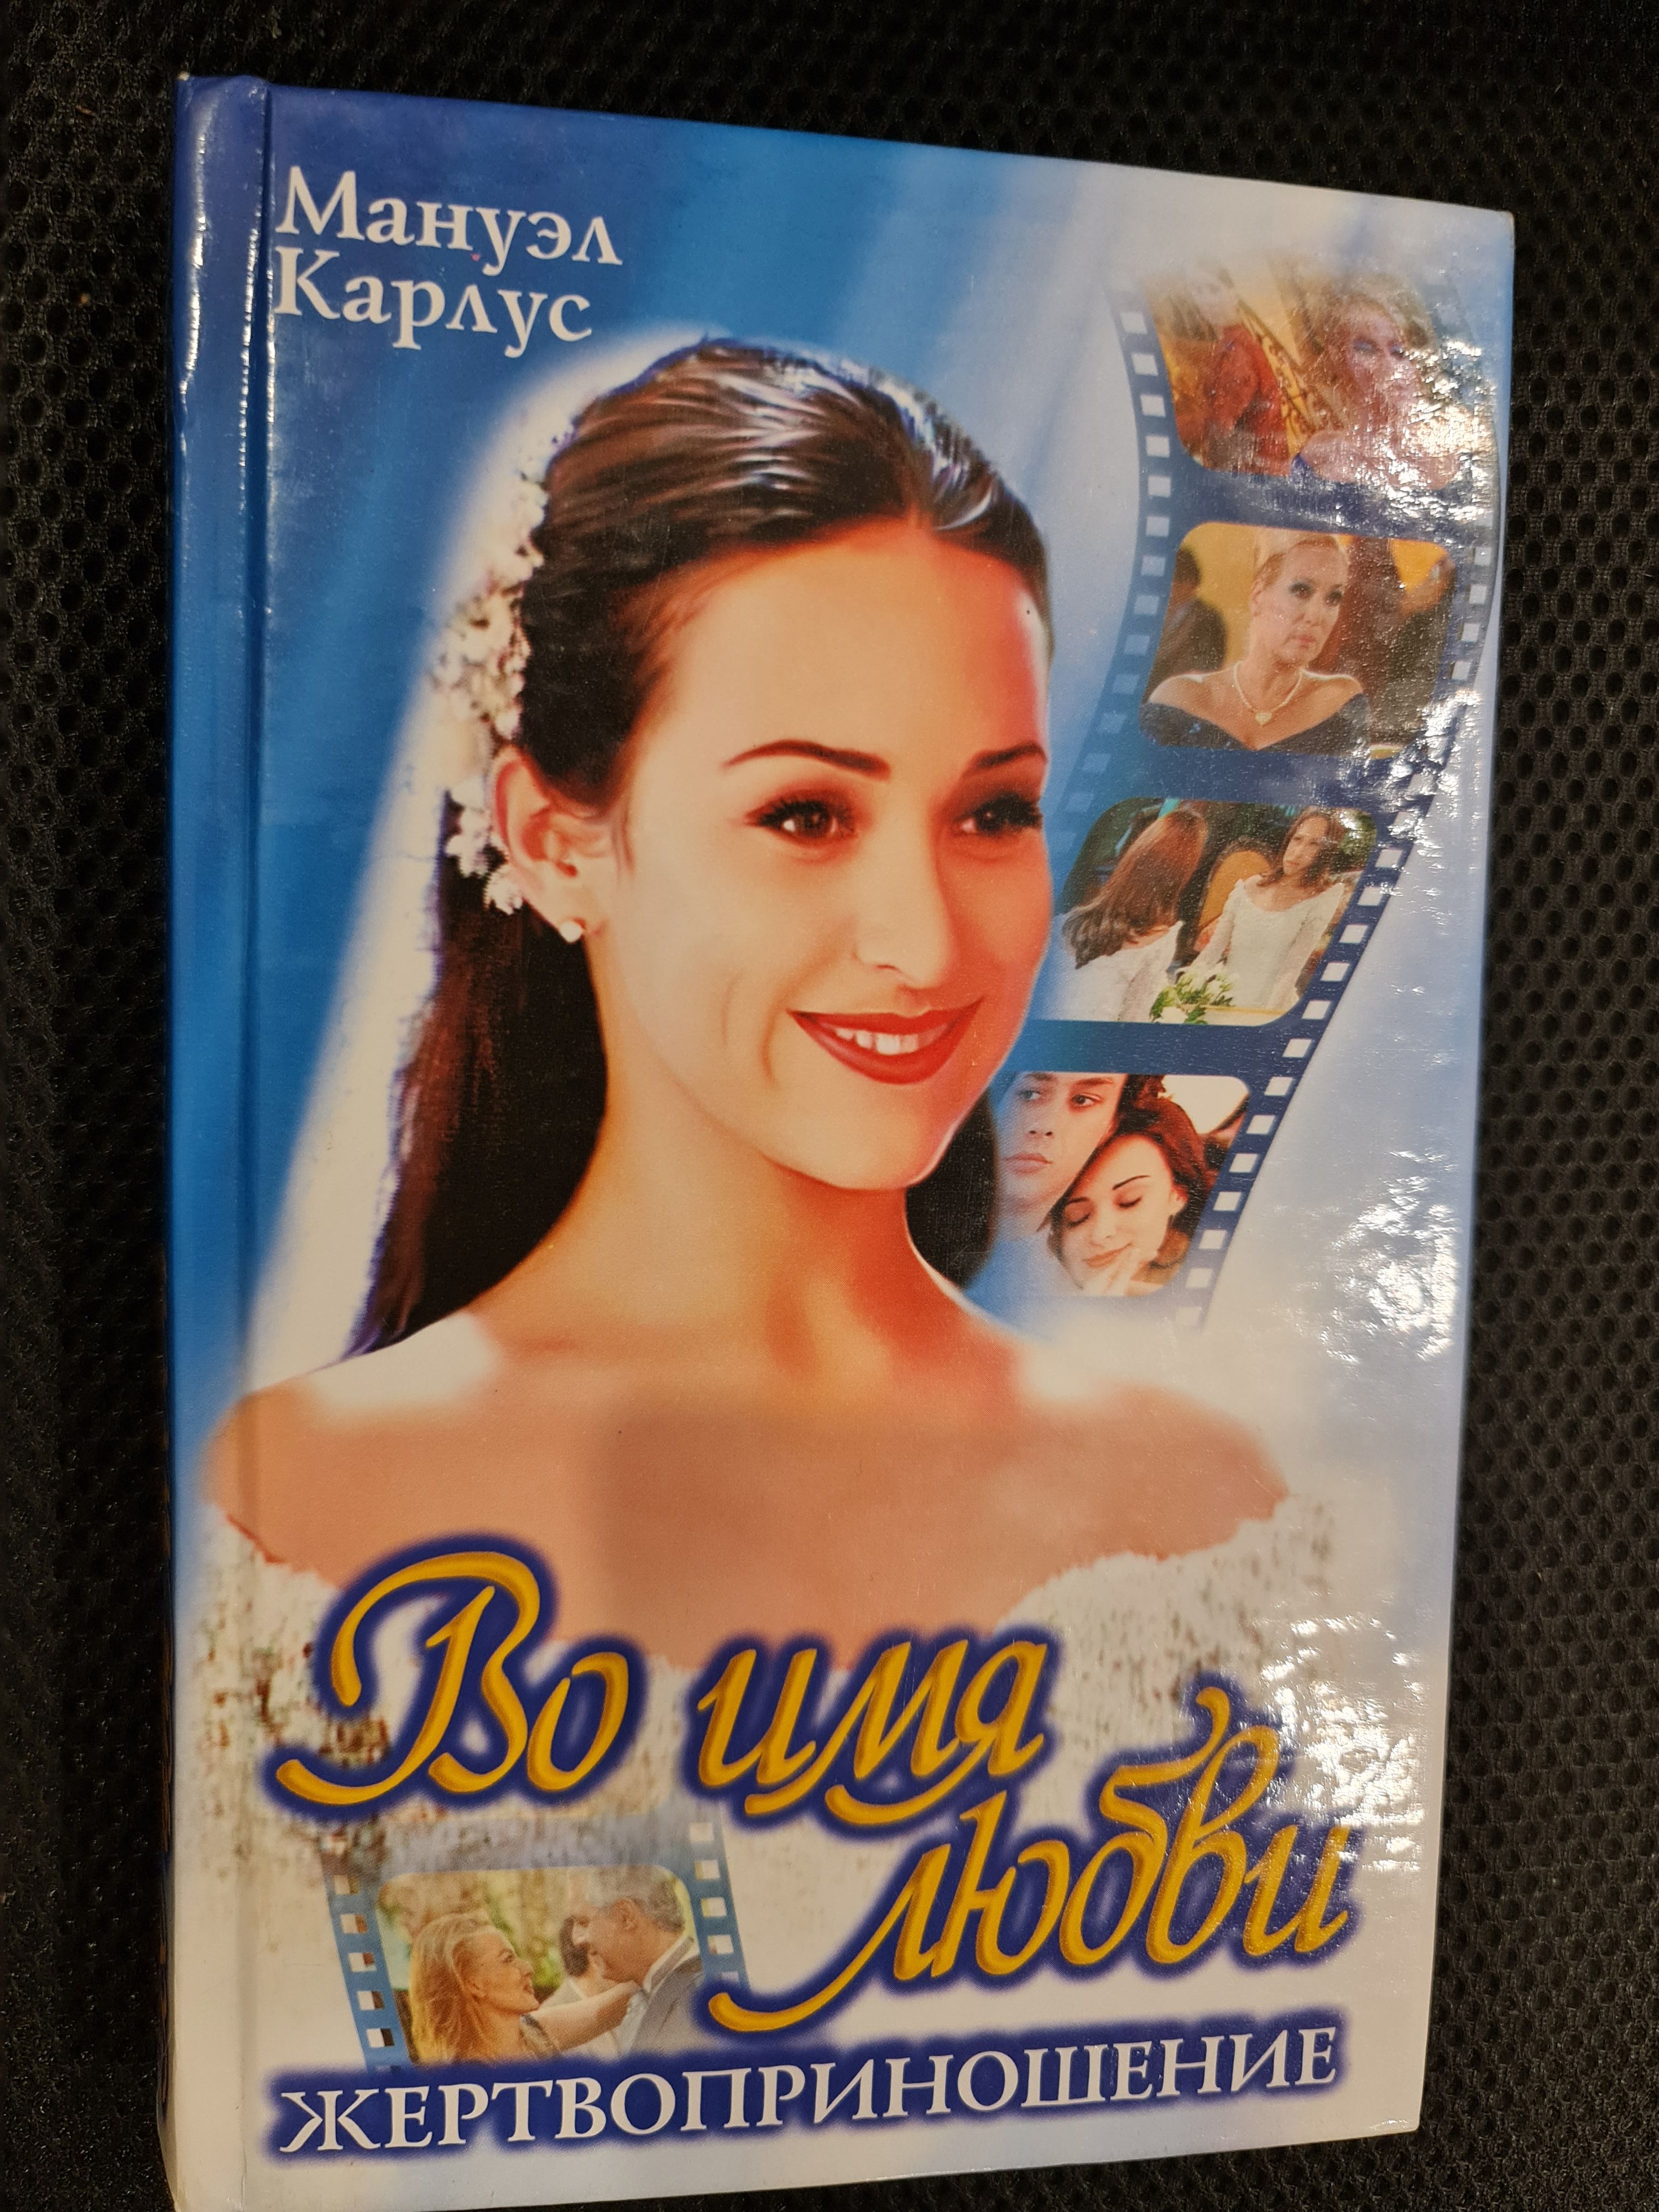 Мануэл
Карлус
Во имя
любви
ЖЕРТВОПРИНОШЕНИЕ